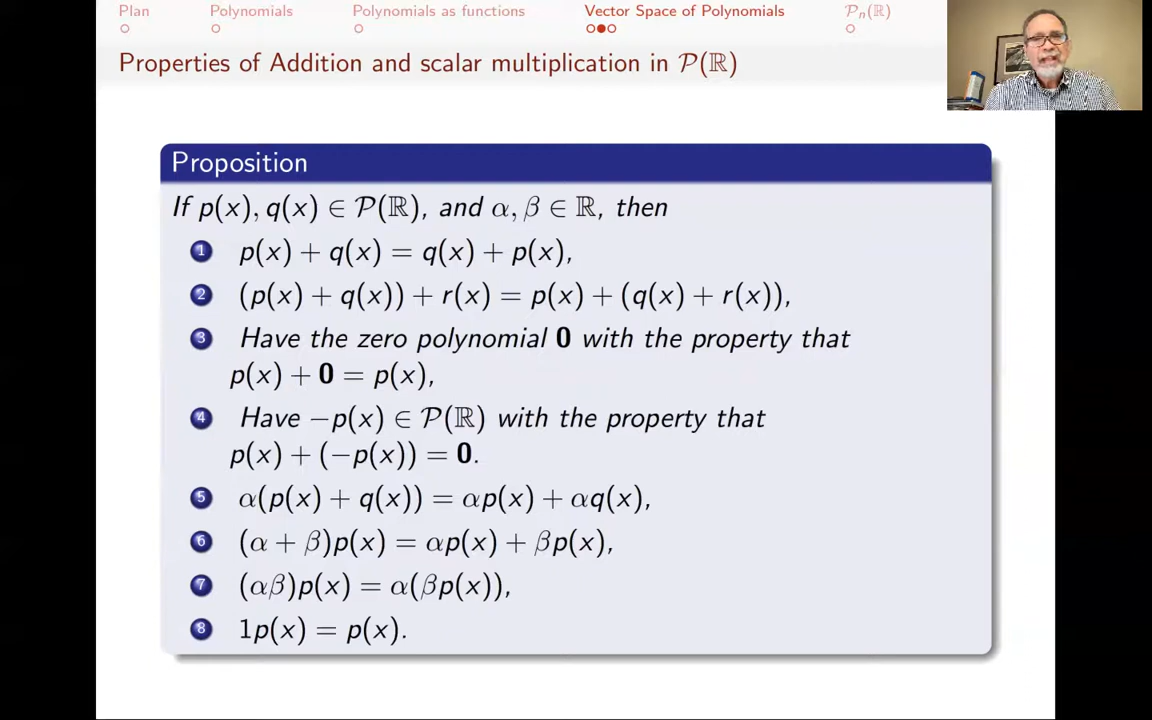 Plan Polynomials Polynomials as functions Vector Space of Polynomials 𝒫ₙ(ℝ)
Properties of Addition and scalar multiplication in 𝒫(ℝ)
Proposition
If p(x), q(x) ∈ 𝒫(ℝ), and α, β ∈ ℝ, then
1 p(x) + q(x) = q(x) + p(x),
2 (p(x) + q(x)) + r(x) = p(x) + (q(x) + r(x)),
3 Have the zero polynomial 0 with the property that
p(x) + 0 = p(x),
4 Have −p(x) ∈ 𝒫(ℝ) with the property that
p(x) + (−p(x)) = 0.
5 α(p(x) + q(x)) = αp(x) + αq(x),
6 (α + β)p(x) = αp(x) + βp(x),
7 (αβ)p(x) = α(βp(x)),
8 1p(x) = p(x).